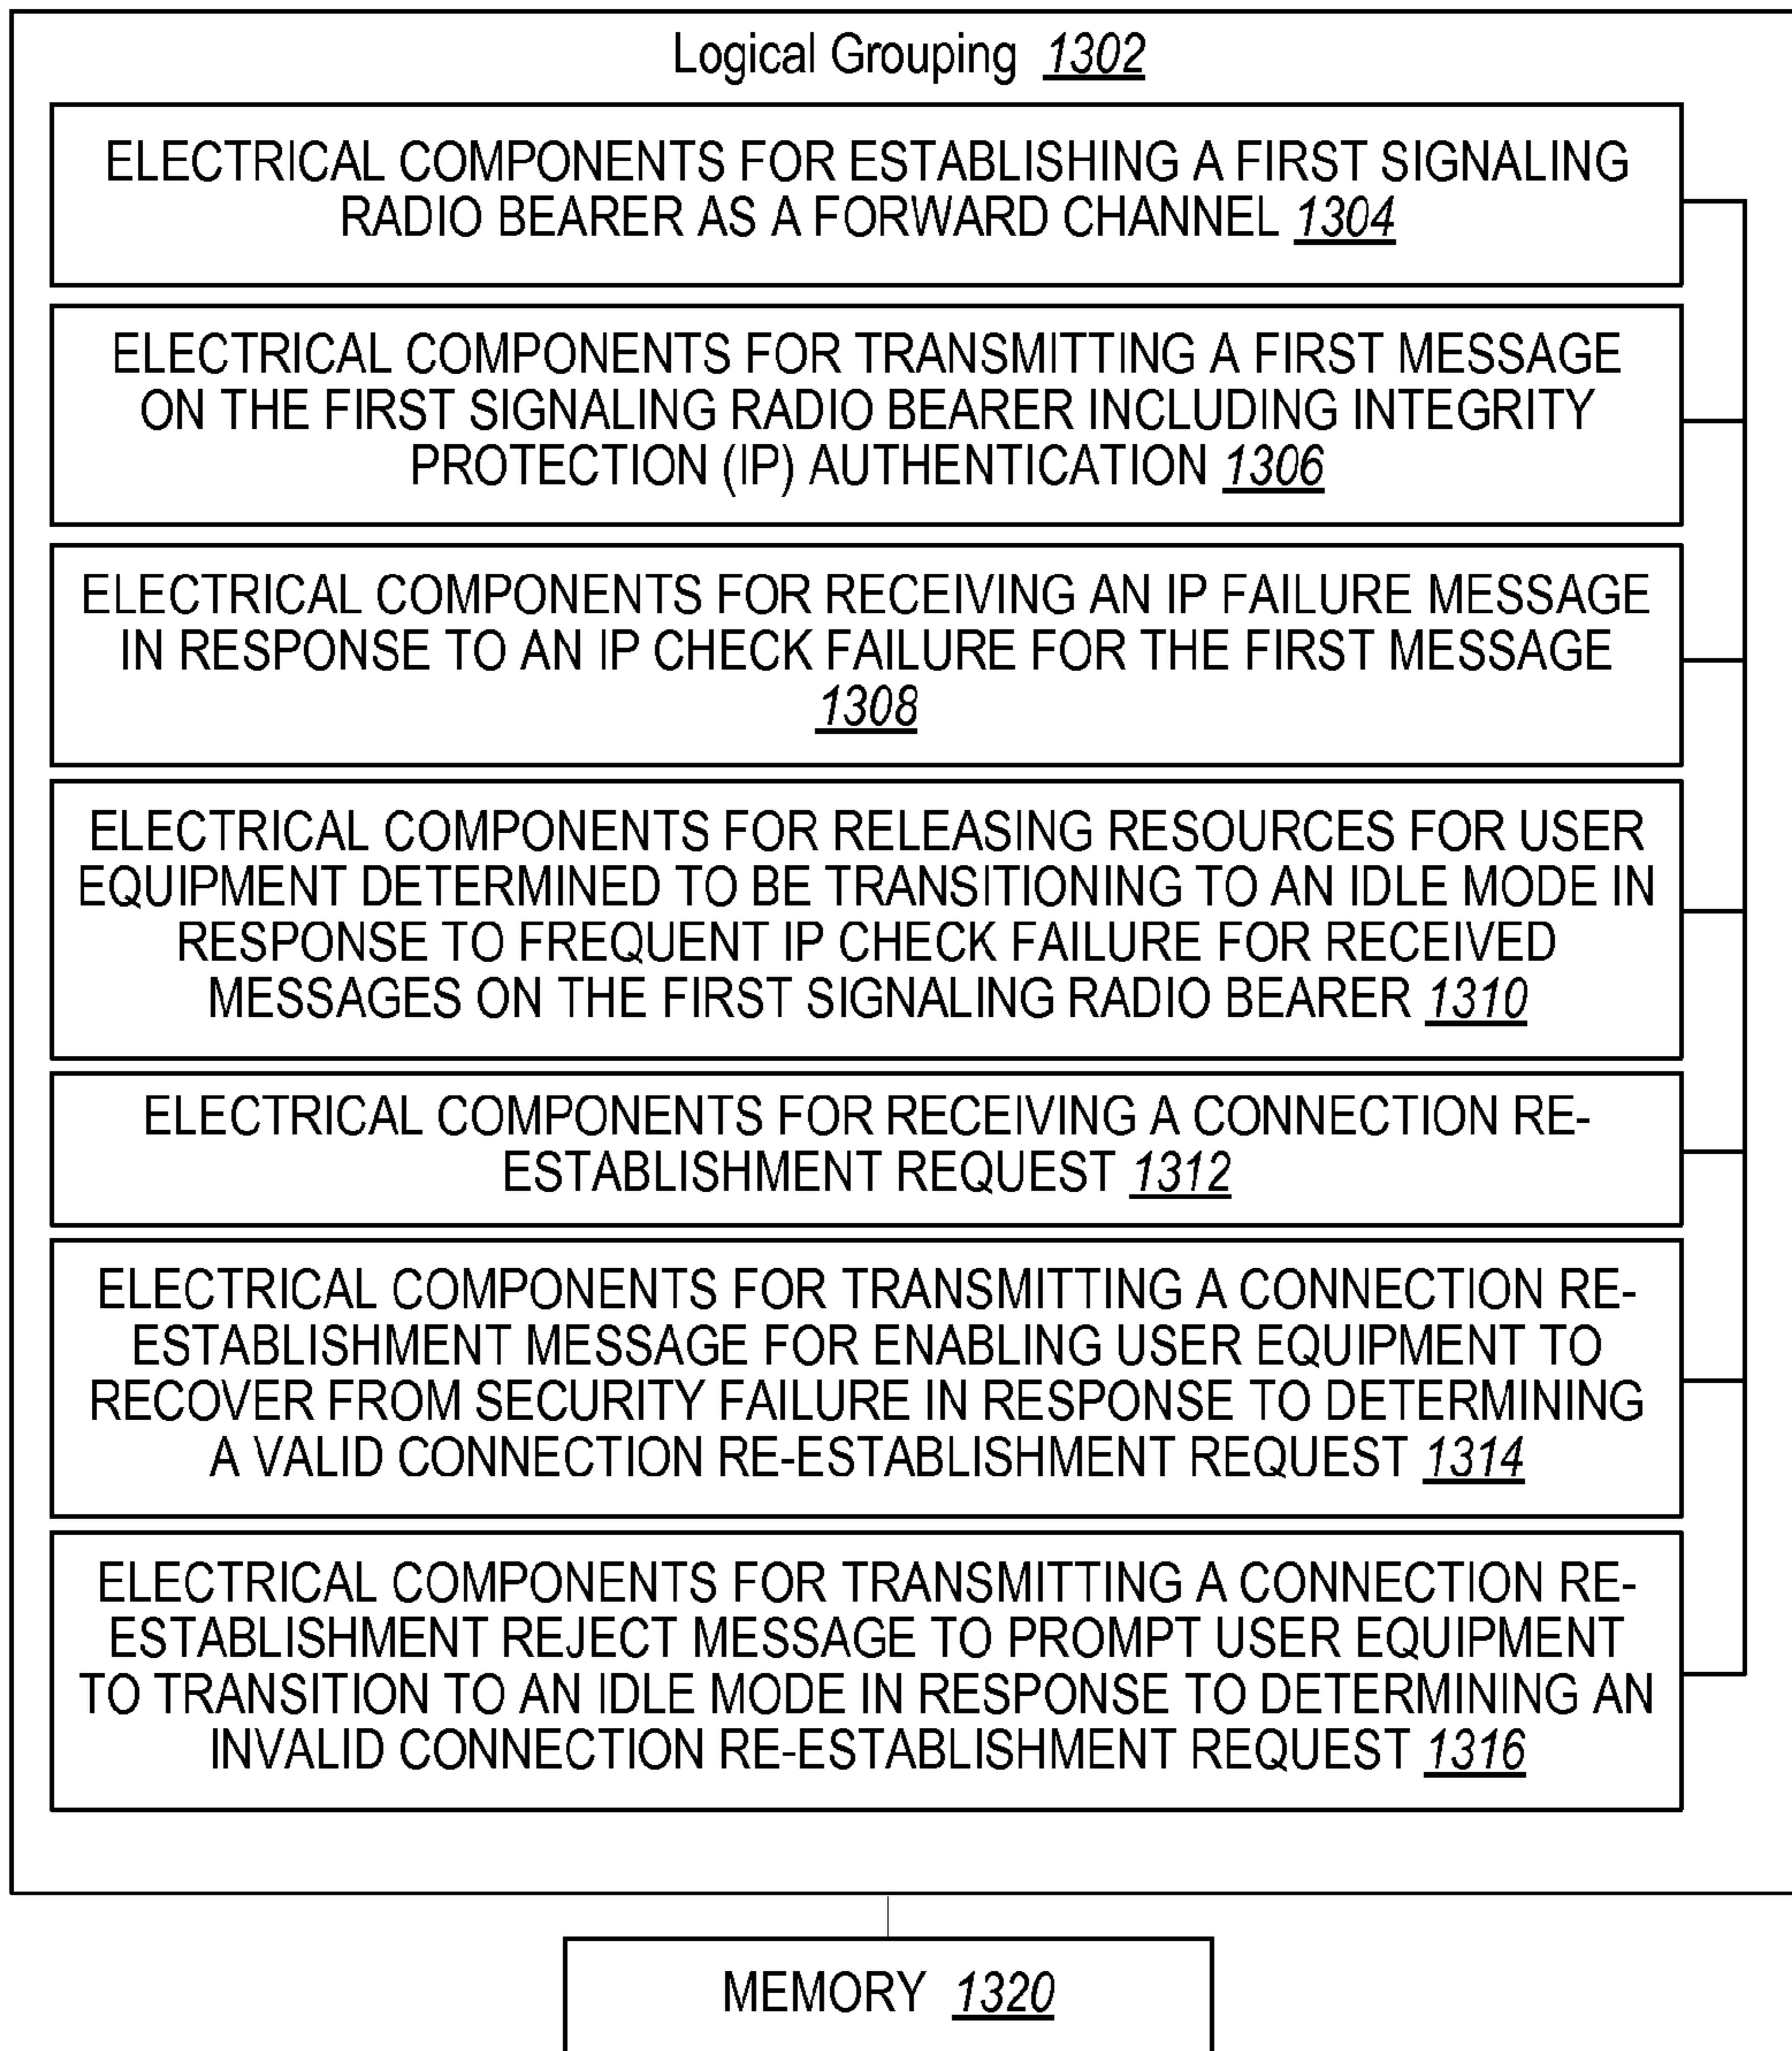 Logical Grouping 1302
ELECTRICAL COMPONENTS FOR ESTABLISHING A FIRST SIGNALING
RADIO BEARER AS A FORWARD CHANNEL 1304
ELECTRICAL COMPONENTS FOR TRANSMITTING A FIRST MESSAGE
ON THE FIRST SIGNALING RADIO BEARER INCLUDING INTEGRITY
PROTECTION (IP) AUTHENTICATION 1306
ELECTRICAL COMPONENTS FOR RECEIVING AN IP FAILURE MESSAGE
IN RESPONSE TO AN IP CHECK FAILURE FOR THE FIRST MESSAGE
1308
ELECTRICAL COMPONENTS FOR RELEASING RESOURCES FOR USER
EQUIPMENT DETERMINED TO BE TRANSITIONING TO AN IDLE MODE IN
RESPONSE TO FREQUENT IP CHECK FAILURE FOR RECEIVED
MESSAGES ON THE FIRST SIGNALING RADIO BEARER 1310
ELECTRICAL COMPONENTS FOR RECEIVING A CONNECTION RE-
ESTABLISHMENT REQUEST 1312
ELECTRICAL COMPONENTS FOR TRANSMITTING A CONNECTION RE-
ESTABLISHMENT MESSAGE FOR ENABLING USER EQUIPMENT TO
RECOVER FROM SECURITY FAILURE IN RESPONSE TO DETERMINING
A VALID CONNECTION RE-ESTABLISHMENT REQUEST 1314
ELECTRICAL COMPONENTS FOR TRANSMITTING A CONNECTION RE-
ESTABLISHMENT REJECT MESSAGE TO PROMPT USER EQUIPMENT
TO TRANSITION TO AN IDLE MODE IN RESPONSE TO DETERMINING AN
INVALID CONNECTION RE-ESTABLISHMENT REQUEST 1316
MEMORY 1320